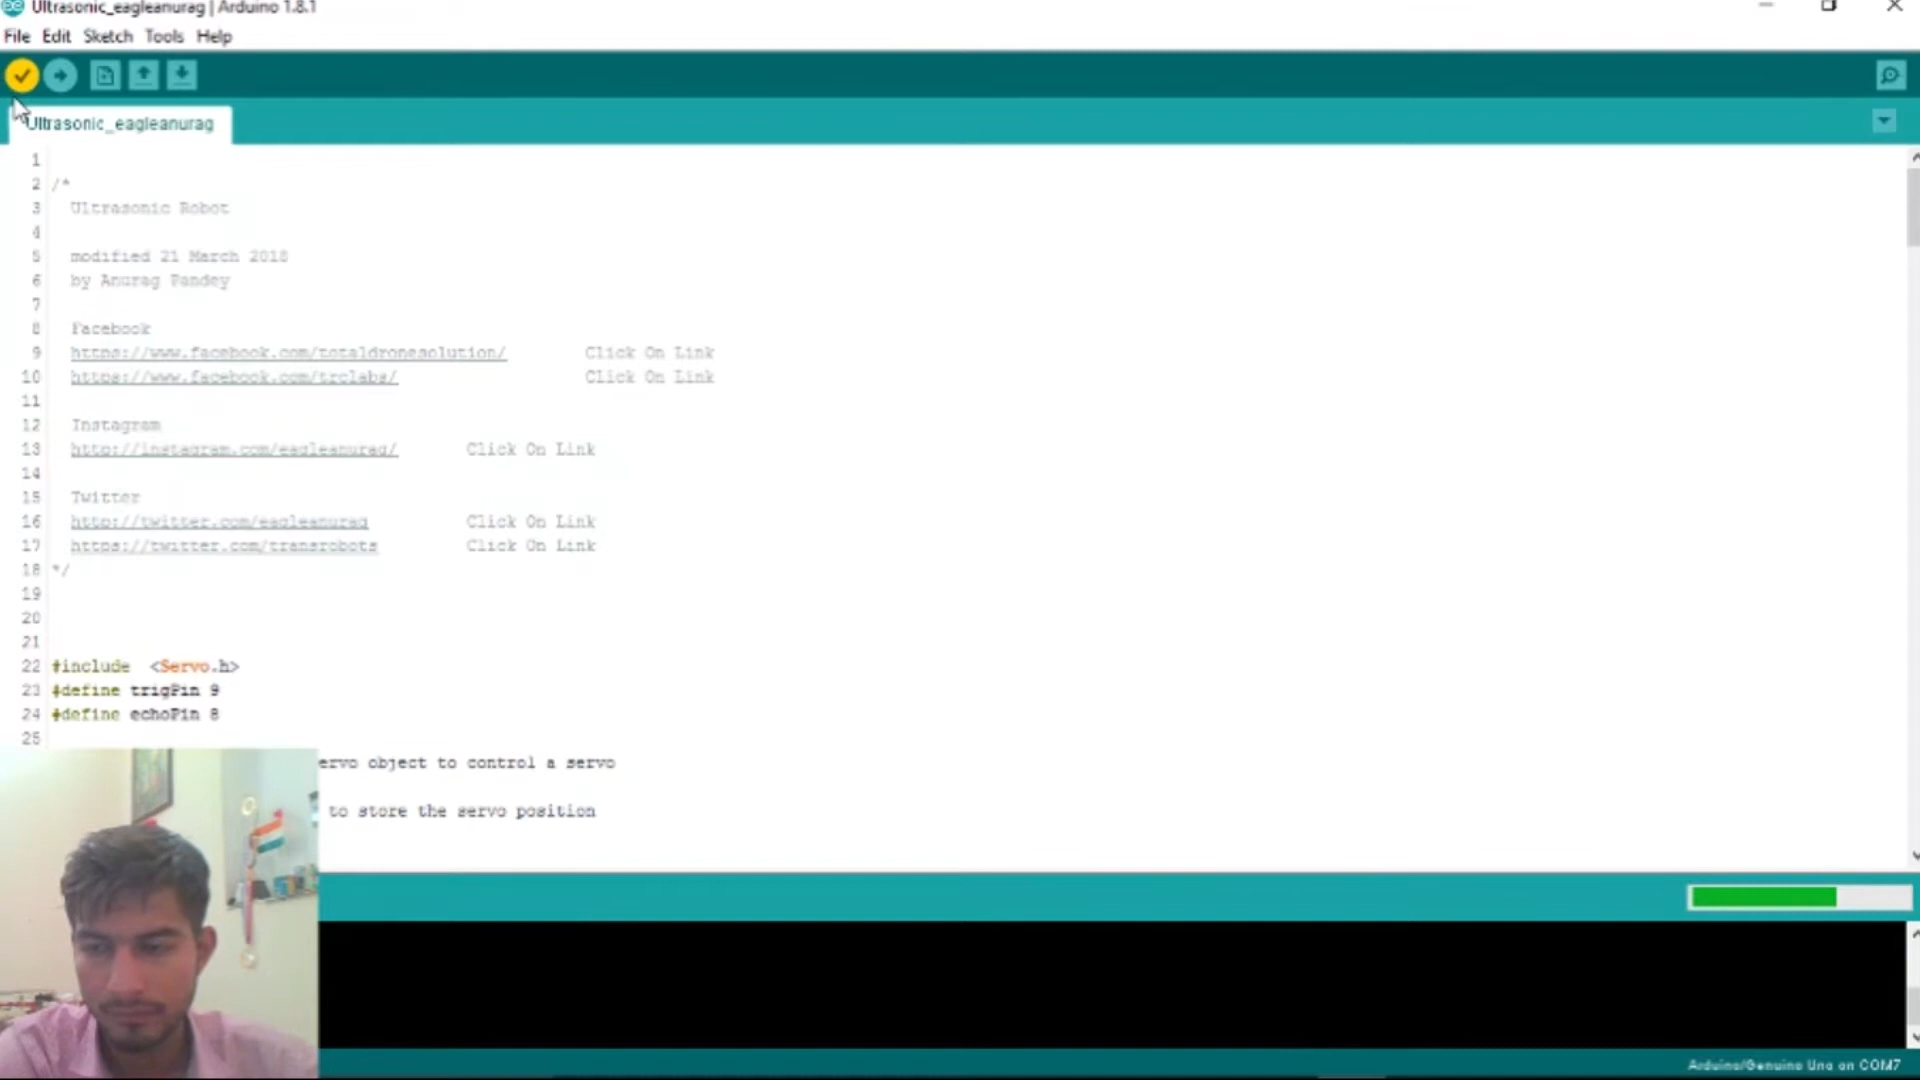 Ultrasonic_eagleanurag | Arduino 1.8.1
File Edit Sketch Tools Help
Ultrasonic_eagleanurag
1
2 /*
3 Ultrasonic Robot
4
5 modified 21 March 2018
6 by Anurag Pandey
7
8 Facebook
9 https://www.facebook.com/totaldronesolution/ Click On Link
10 https://www.facebook.com/trclabs/ Click On Link
11
12 Instagram
13 http://instagram.com/eagleanurag/ Click On Link
14
15 Twitter
16 http://twitter.com/eagleanurag Click On Link
17 https://twitter.com/transrobots Click On Link
18 */
19
20
21
22 #include <Servo.h>
23 #define trigPin 9
24 #define echoPin 8
25
ervo object to control a servo
to store the servo position
Arduino/Genuino Uno on COM7